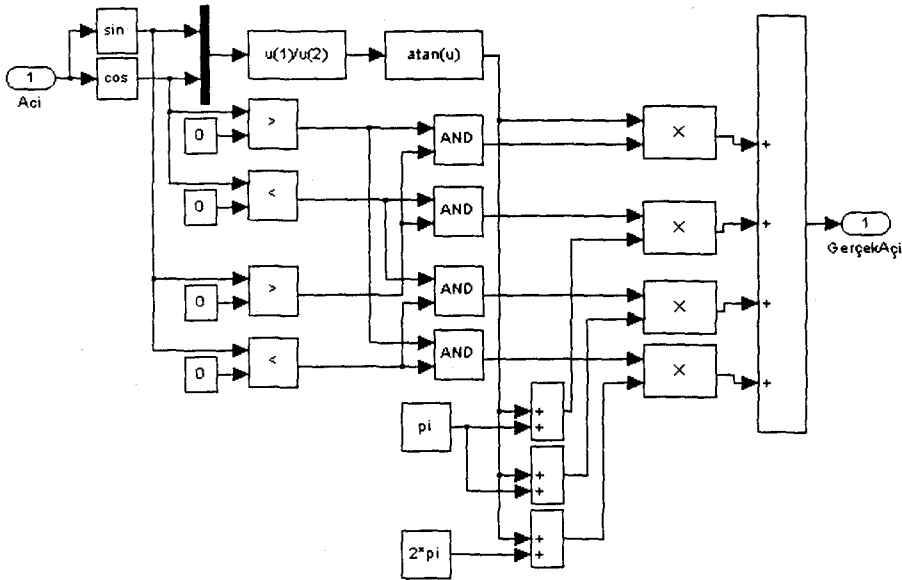 sin
1
cos
Aci
u(1)/u(2)
atan(u)
0
>
AND
×
+
0
<
AND
×
+
1
GerçekAçi
0
>
AND
×
+
0
<
AND
×
+
pi
+
+
+
+
2*pi
+
+